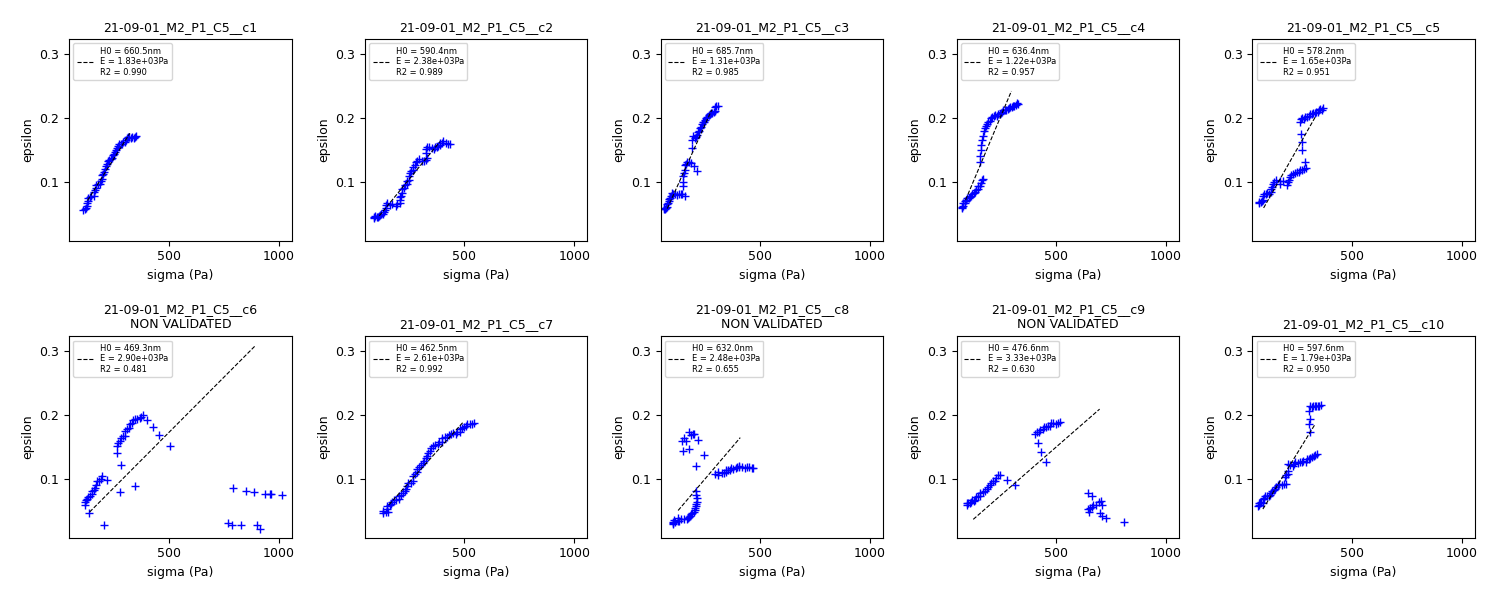 21-09-01_M2_P1_C5__c1
H0 = 660.5nm
E = 1.83e+03Pa
R2 = 0.990
0.3
0.2
0.1
epsilon
500
1000
sigma (Pa)
21-09-01_M2_P1_C5__c2
H0 = 590.4nm
E = 2.38e+03Pa
R2 = 0.989
0.3
0.2
0.1
epsilon
500
1000
sigma (Pa)
21-09-01_M2_P1_C5__c3
H0 = 685.7nm
E = 1.31e+03Pa
R2 = 0.985
0.3
0.2
0.1
epsilon
500
1000
sigma (Pa)
21-09-01_M2_P1_C5__c4
H0 = 636.4nm
E = 1.22e+03Pa
R2 = 0.957
0.3
0.2
0.1
epsilon
500
1000
sigma (Pa)
21-09-01_M2_P1_C5__c5
H0 = 578.2nm
E = 1.65e+03Pa
R2 = 0.951
0.3
0.2
0.1
epsilon
500
1000
sigma (Pa)
21-09-01_M2_P1_C5__c6
NON VALIDATED
H0 = 469.3nm
E = 2.90e+03Pa
R2 = 0.481
0.3
0.2
0.1
epsilon
500
1000
sigma (Pa)
21-09-01_M2_P1_C5__c7
H0 = 462.5nm
E = 2.61e+03Pa
R2 = 0.992
0.3
0.2
0.1
epsilon
500
1000
sigma (Pa)
21-09-01_M2_P1_C5__c8
NON VALIDATED
H0 = 632.0nm
E = 2.48e+03Pa
R2 = 0.655
0.3
0.2
0.1
epsilon
500
1000
sigma (Pa)
21-09-01_M2_P1_C5__c9
NON VALIDATED
H0 = 476.6nm
E = 3.33e+03Pa
R2 = 0.630
0.3
0.2
0.1
epsilon
500
1000
sigma (Pa)
21-09-01_M2_P1_C5__c10
H0 = 597.6nm
E = 1.79e+03Pa
R2 = 0.950
0.3
0.2
0.1
epsilon
500
1000
sigma (Pa)